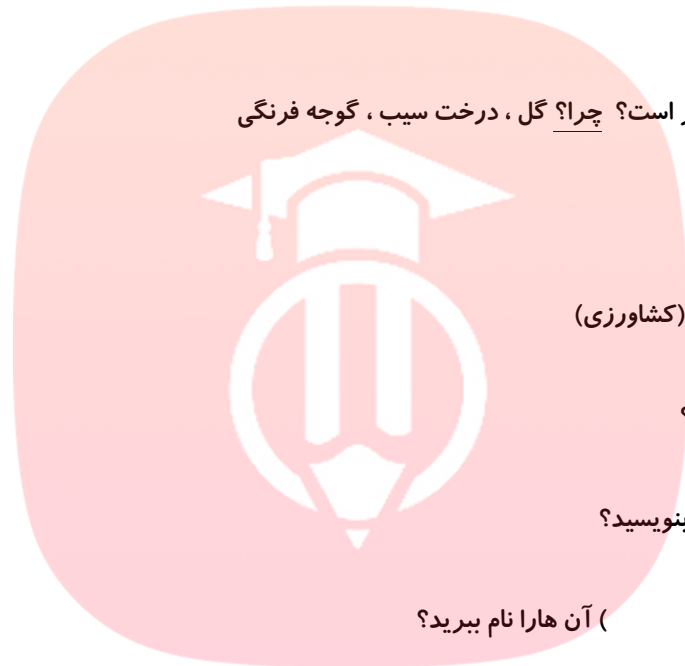 است؟ چرا؟ گل ، درخت سیب ، گوجه فرنگی
(کشاورزی)
بنویسید؟
) آن هارا نام ببرید؟